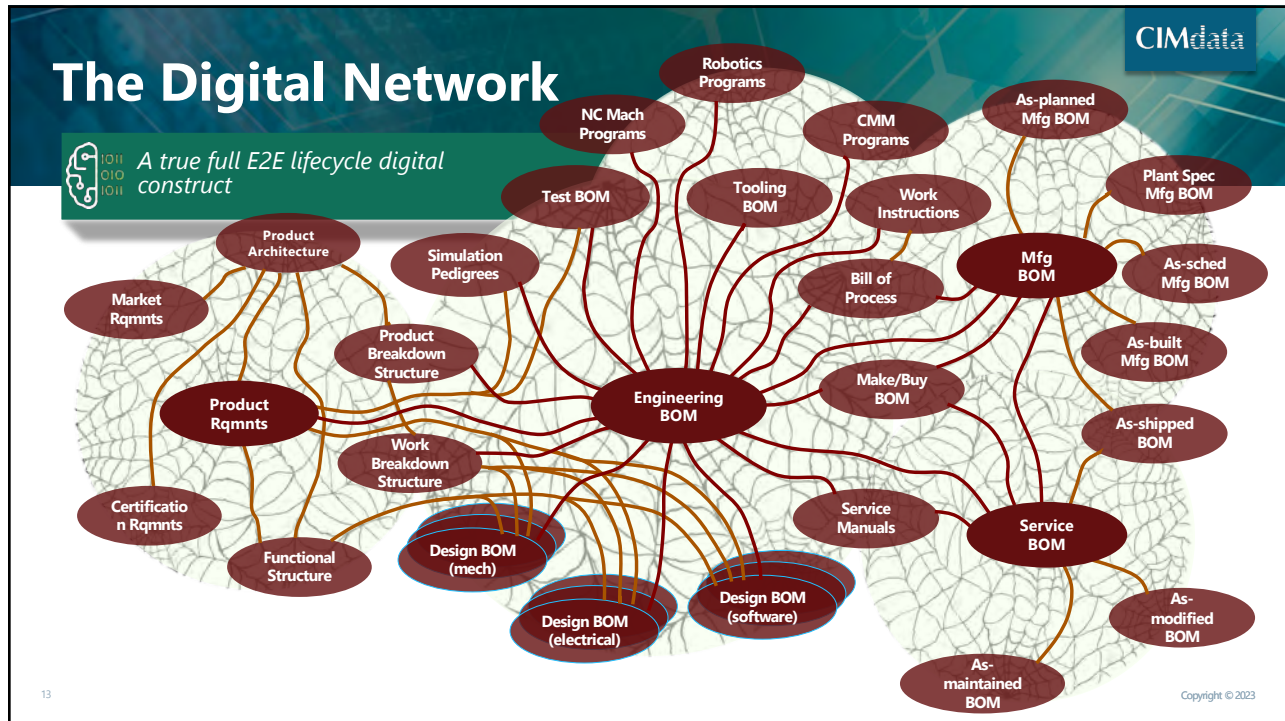 CIMdata
The Digital Network
1011
010
1011
A true full E2E lifecycle digital
construct
Robotics
Programs
NC Mach
Programs
CMM
Programs
As-planned
Mfg BOM
Test BOM
Tooling
BOM
Work
Instructions
Plant Spec
Mfg BOM
Product
Architecture
Simulation
Pedigrees
Bill of
Process
Mfg
BOM
As-sched
Mfg BOM
Market
Rqmnts
Product
Breakdown
Structure
As-built
Mfg BOM
Product
Rqmnts
Engineering
BOM
Make/Buy
BOM
As-shipped
BOM
Work
Breakdown
Structure
Certificatio
n Rqmnts
Service
Manuals
Service
BOM
Functional
Structure
Design BOM
(mech)
Design BOM
(electrical)
Design BOM
(software)
As-
modified
BOM
As-
maintained
BOM
13
Copyright © 2023